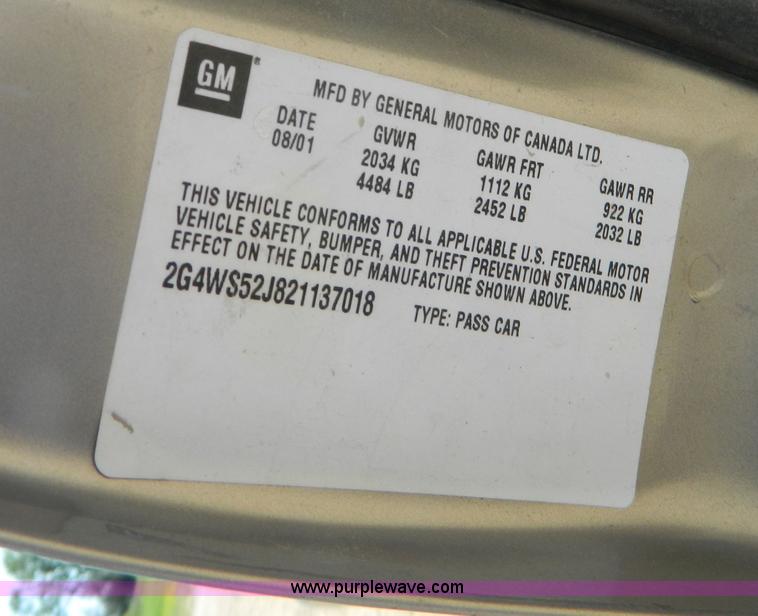 GM
MFD BY GENERAL MOTORS OF CANADA LTD.
DATE GVWR GAWR FRT GAWR RR
08/01 2034 KG 1112 KG 922 KG
4484 LB 2452 LB 2032 LB
THIS VEHICLE CONFORMS TO ALL APPLICABLE U.S. FEDERAL MOTOR
VEHICLE SAFETY, BUMPER, AND THEFT PREVENTION STANDARDS IN
EFFECT ON THE DATE OF MANUFACTURE SHOWN ABOVE.
2G4WS52J821137018 TYPE: PASS CAR
www.purplewave.com